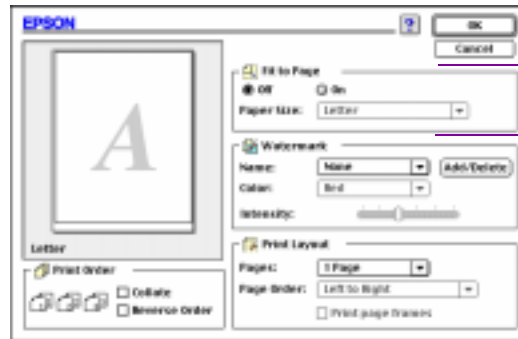 EPSON
?
OK
Cancel
A
Letter
Fit to Page
Off
On
Paper Size:
Letter
Watermark
Name:
None
Add/Delete
Color:
Red
Intensity:
Print Order
Collate
Reverse Order
Print Layout
Pages:
1 Page
Page Order:
Left to Right
Print page frames